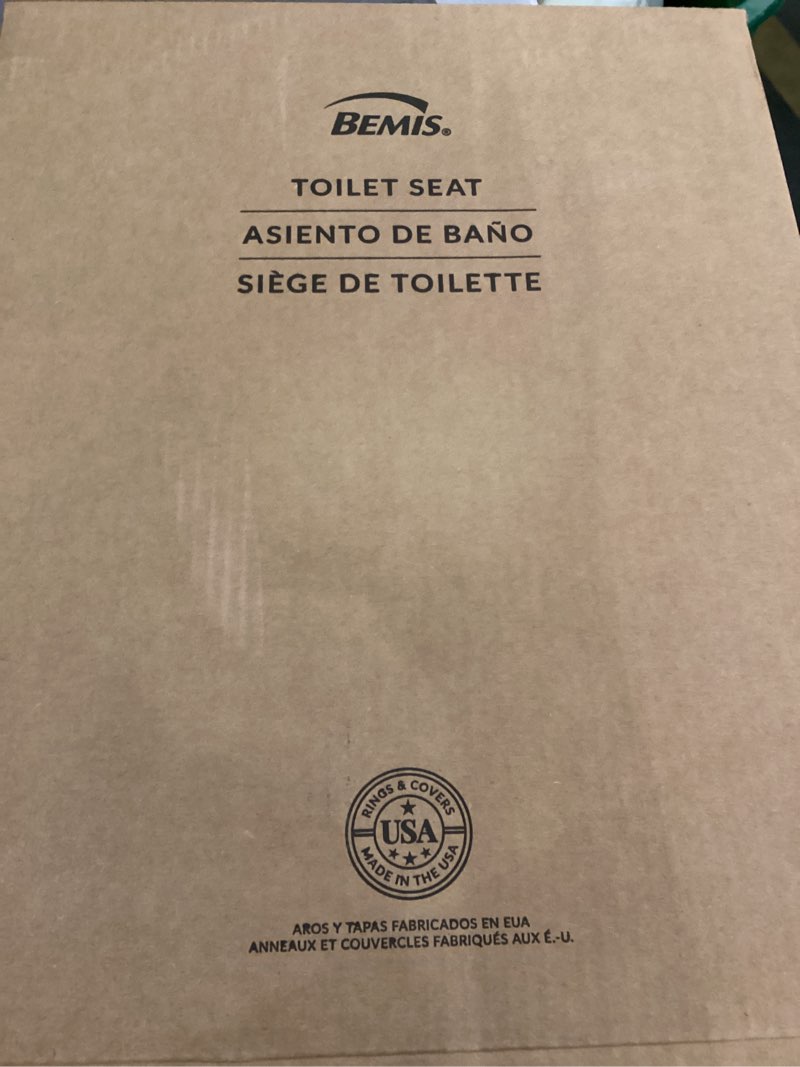 BEMIS®
TOILET SEAT
ASIENTO DE BAÑO
SIÈGE DE TOILETTE
RINGS & COVERS
USA
MADE IN THE USA
AROS Y TAPAS FABRICADOS EN EUA
ANNEAUX ET COUVERCLES FABRIQUÉS AUX É.-U.